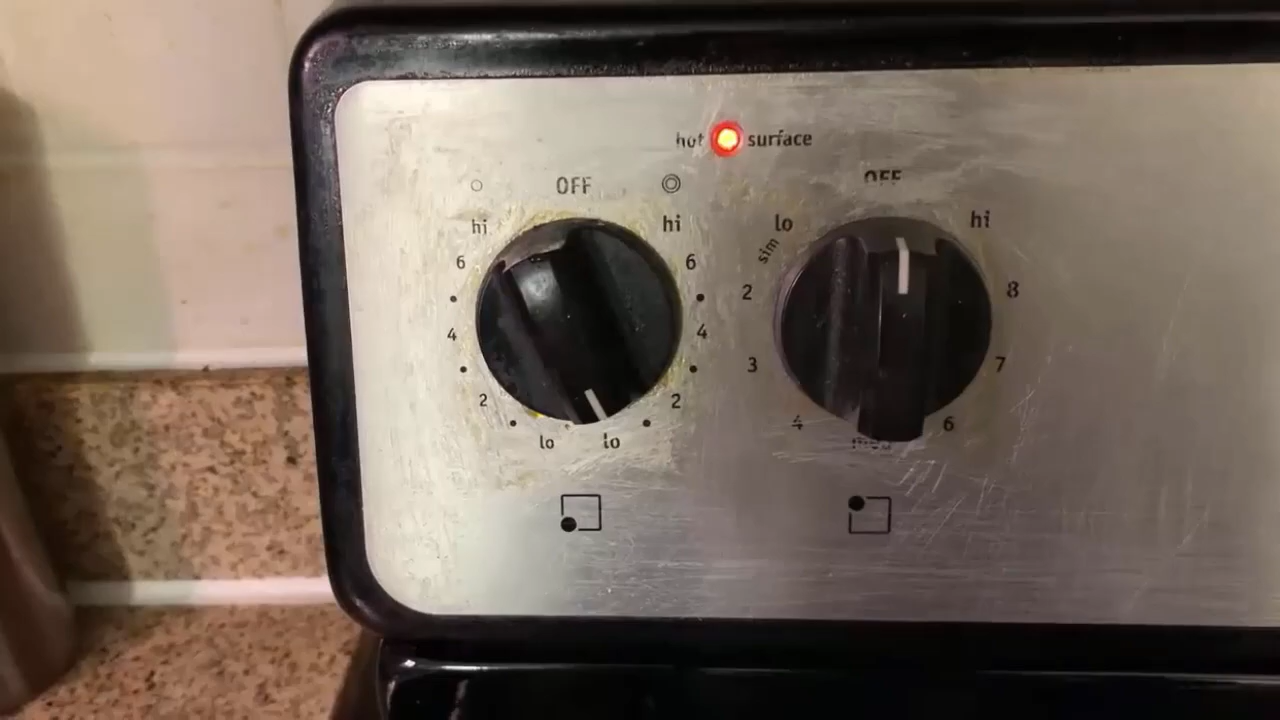 hot surface
OFF OFF
hi hi lo hi
sim
6 6 2 8
4 4 3 7
2 2 4 6
lo lo med